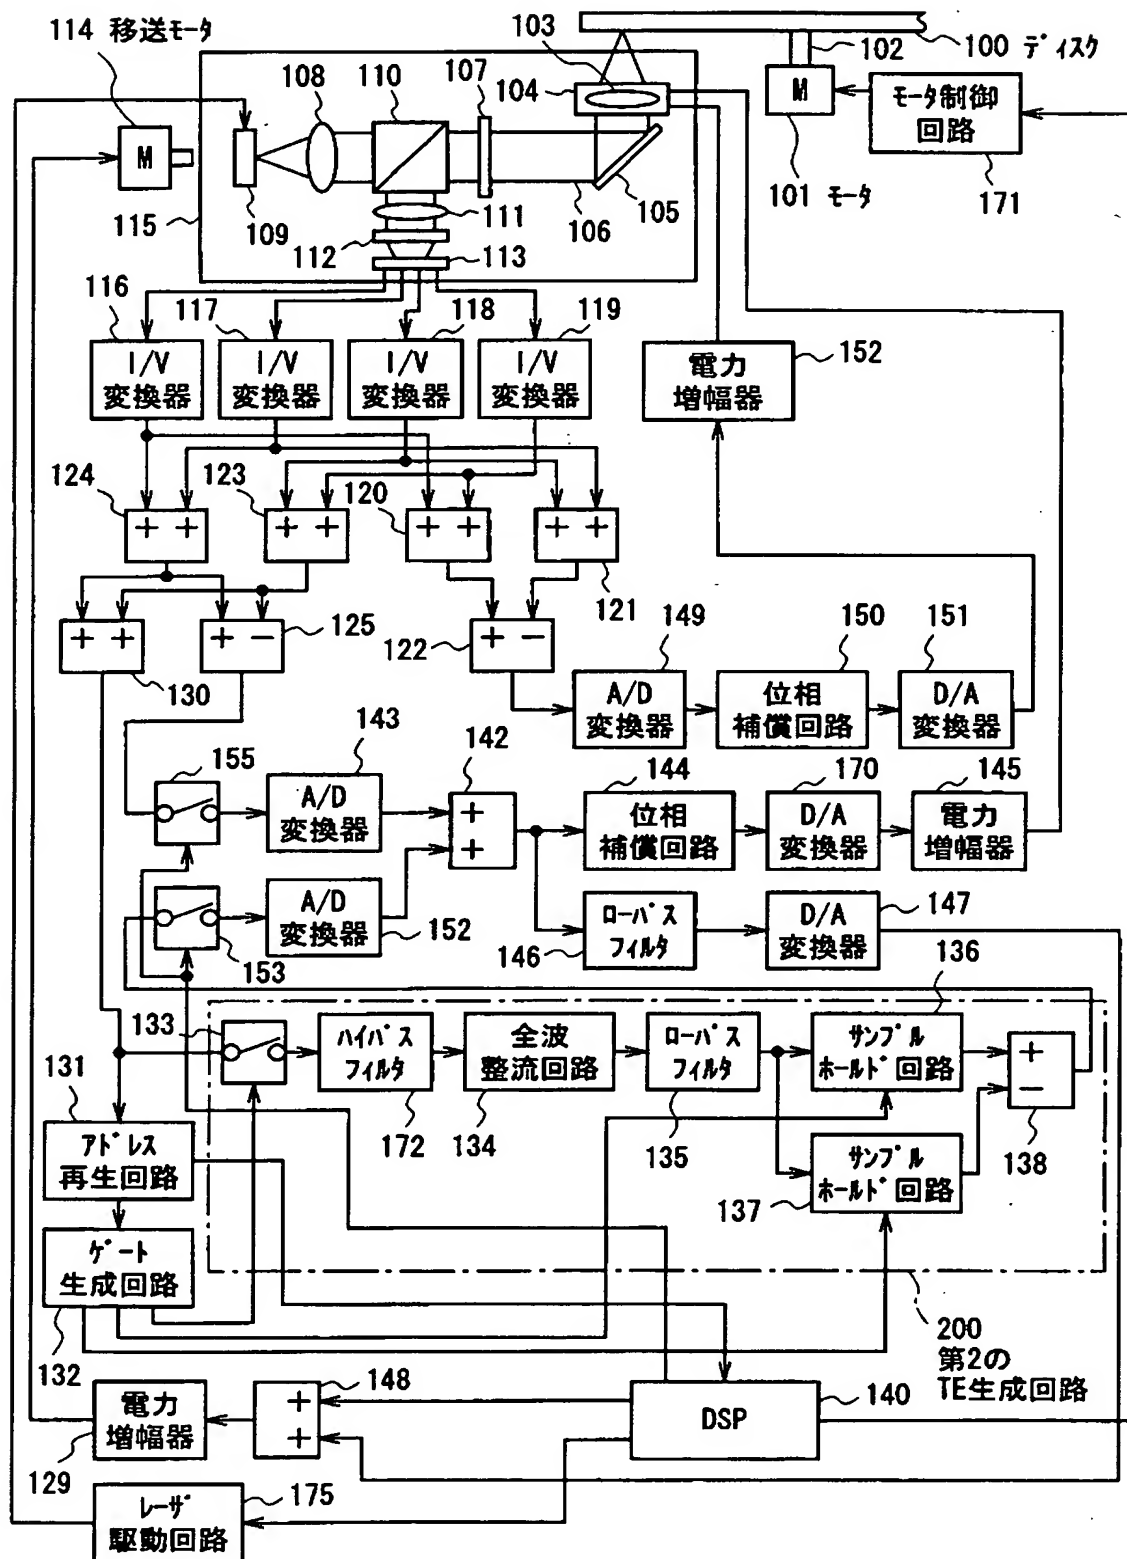 114 移送モータ
103
102
100 ディスク
108
110
107
104
M
モータ制御
回路
M
101 モータ
171
115
109
111
112
113
106
105
116
117
118
119
I/V
変換器
I/V
変換器
I/V
変換器
I/V
変換器
電力
増幅器
152
124
123
120
121
+ +
+ +
+ +
+ +
+ +
+ −
125
130
122
+ −
149
150
151
A/D
変換器
位相
補償回路
D/A
変換器
155
143
142
144
170
145
A/D
変換器
+
+
位相
補償回路
D/A
変換器
電力
増幅器
153
A/D
変換器
152
ローパス
フィルタ
146
D/A
変換器
147
136
133
ハイパス
フィルタ
172
全波
整流回路
134
ローパス
フィルタ
135
サンプル
ホールド回路
+
−
138
131
アドレス
再生回路
サンプル
ホールド回路
137
ゲート
生成回路
132
200
第2の
TE生成回路
電力
増幅器
129
148
+
+
DSP
140
レーザ
駆動回路
175